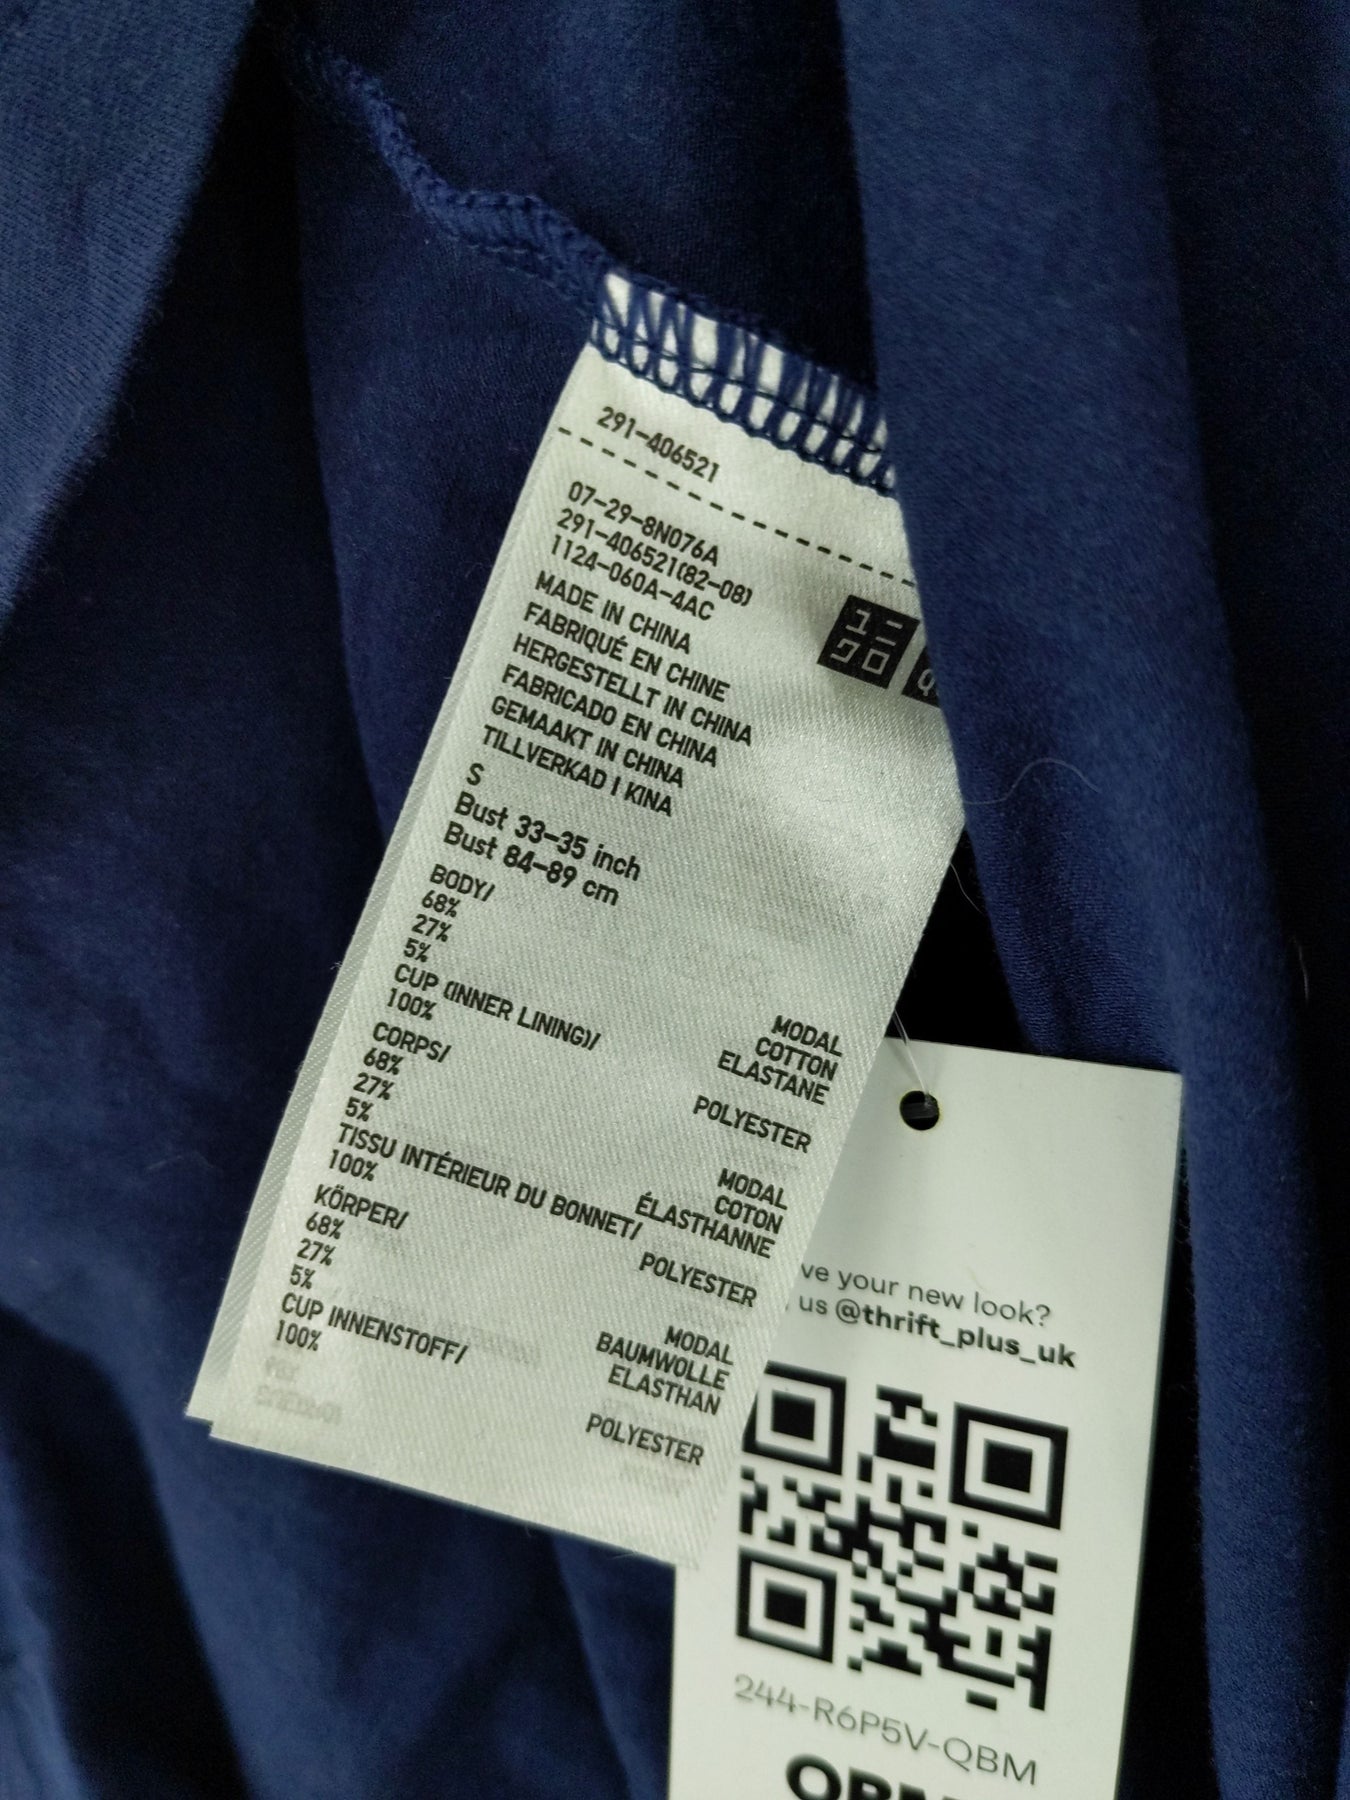 291-406521
07-29-8N076A
291-406521(82-08)
1124-060A-4AC
MADE IN CHINA
FABRIQUÉ EN CHINE
HERGESTELLT IN CHINA
FABRICADO EN CHINA
GEMAAKT IN CHINA
TILLVERKAD I KINA
ユニ
クロ
S
Bust 33-35 inch
Bust 84-89 cm
BODY/
68% MODAL
27% COTTON
5% ELASTANE
CUP (INNER LINING)/
100% POLYESTER
CORPS/
68% MODAL
27% COTON
5% ÉLASTHANNE
TISSU INTÉRIEUR DU BONNET/
100% POLYESTER
KÖRPER/
68% MODAL
27% BAUMWOLLE
5% ELASTHAN
CUP INNENSTOFF/
100% POLYESTER
your new look?
us @thrift_plus_uk
244-R6P5V-QBM